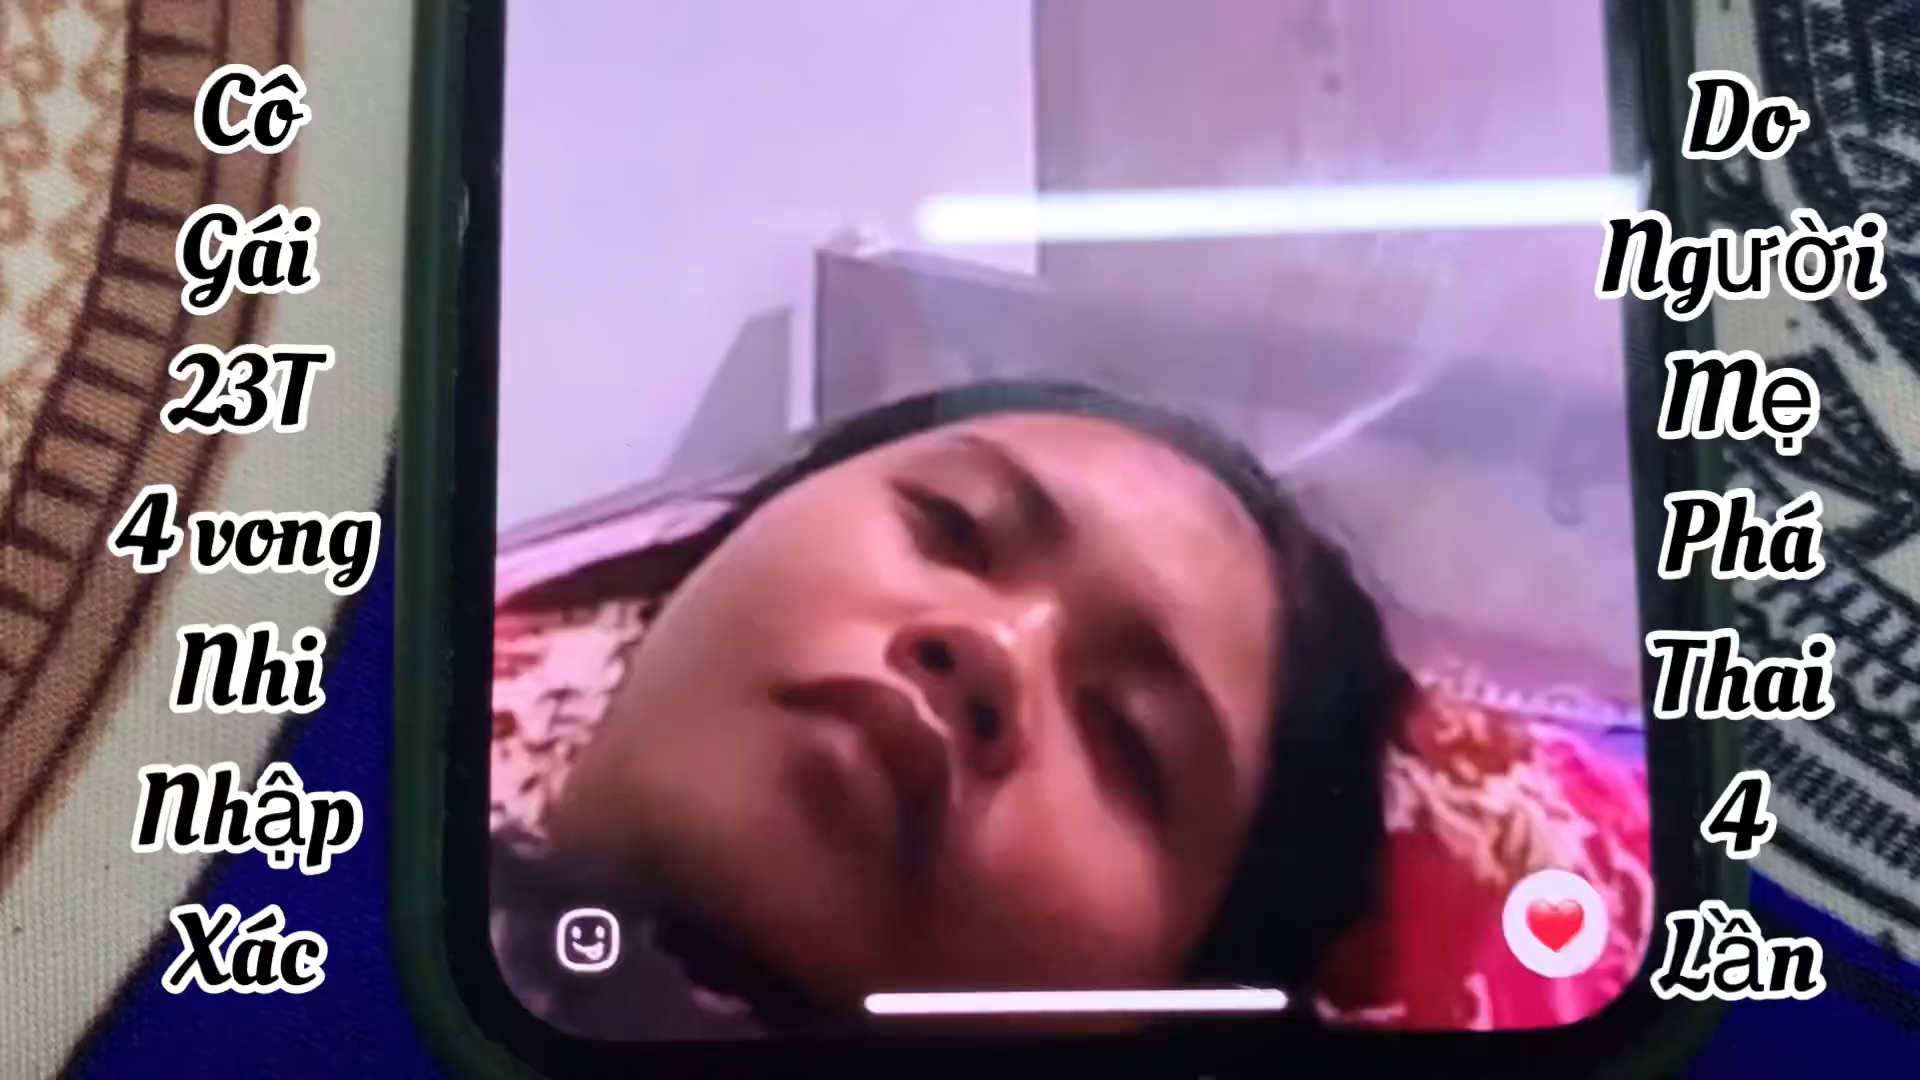 Cô
Gái
23T
4 vong
Nhi
Nhập
Xác
Do
Người
Mẹ
Phá
Thai
4
Lần